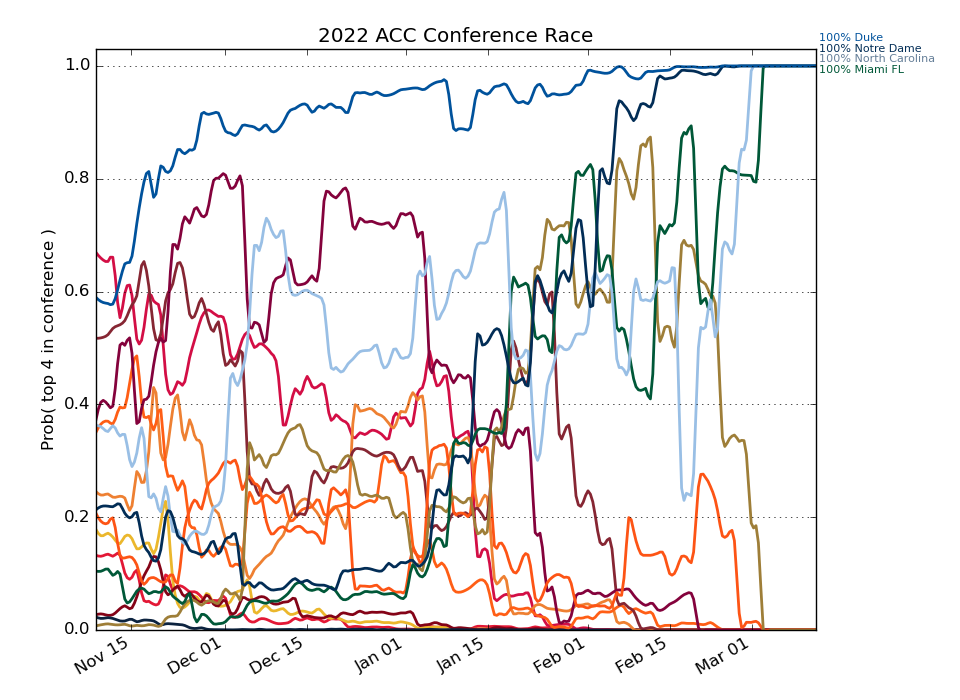 2022 ACC Conference Race
100% Duke
100% Notre Dame
100% North Carolina
100% Miami FL
Prob( top 4 in conference )
1.0
0.8
0.6
0.4
0.2
0.0
Nov 15
Dec 01
Dec 15
Jan 01
Jan 15
Feb 01
Feb 15
Mar 01